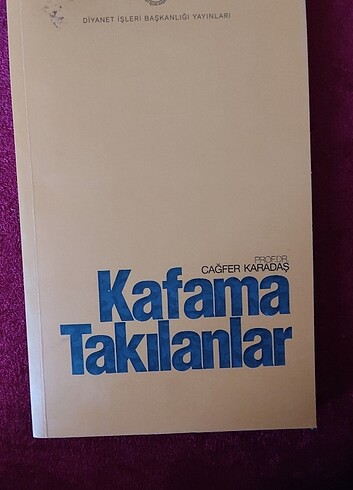 DİYANET İŞLERİ BAŞKANLIĞI YAYINLARI
PROF.DR.
CAĞFER KARADAŞ
Kafama
Takılanlar